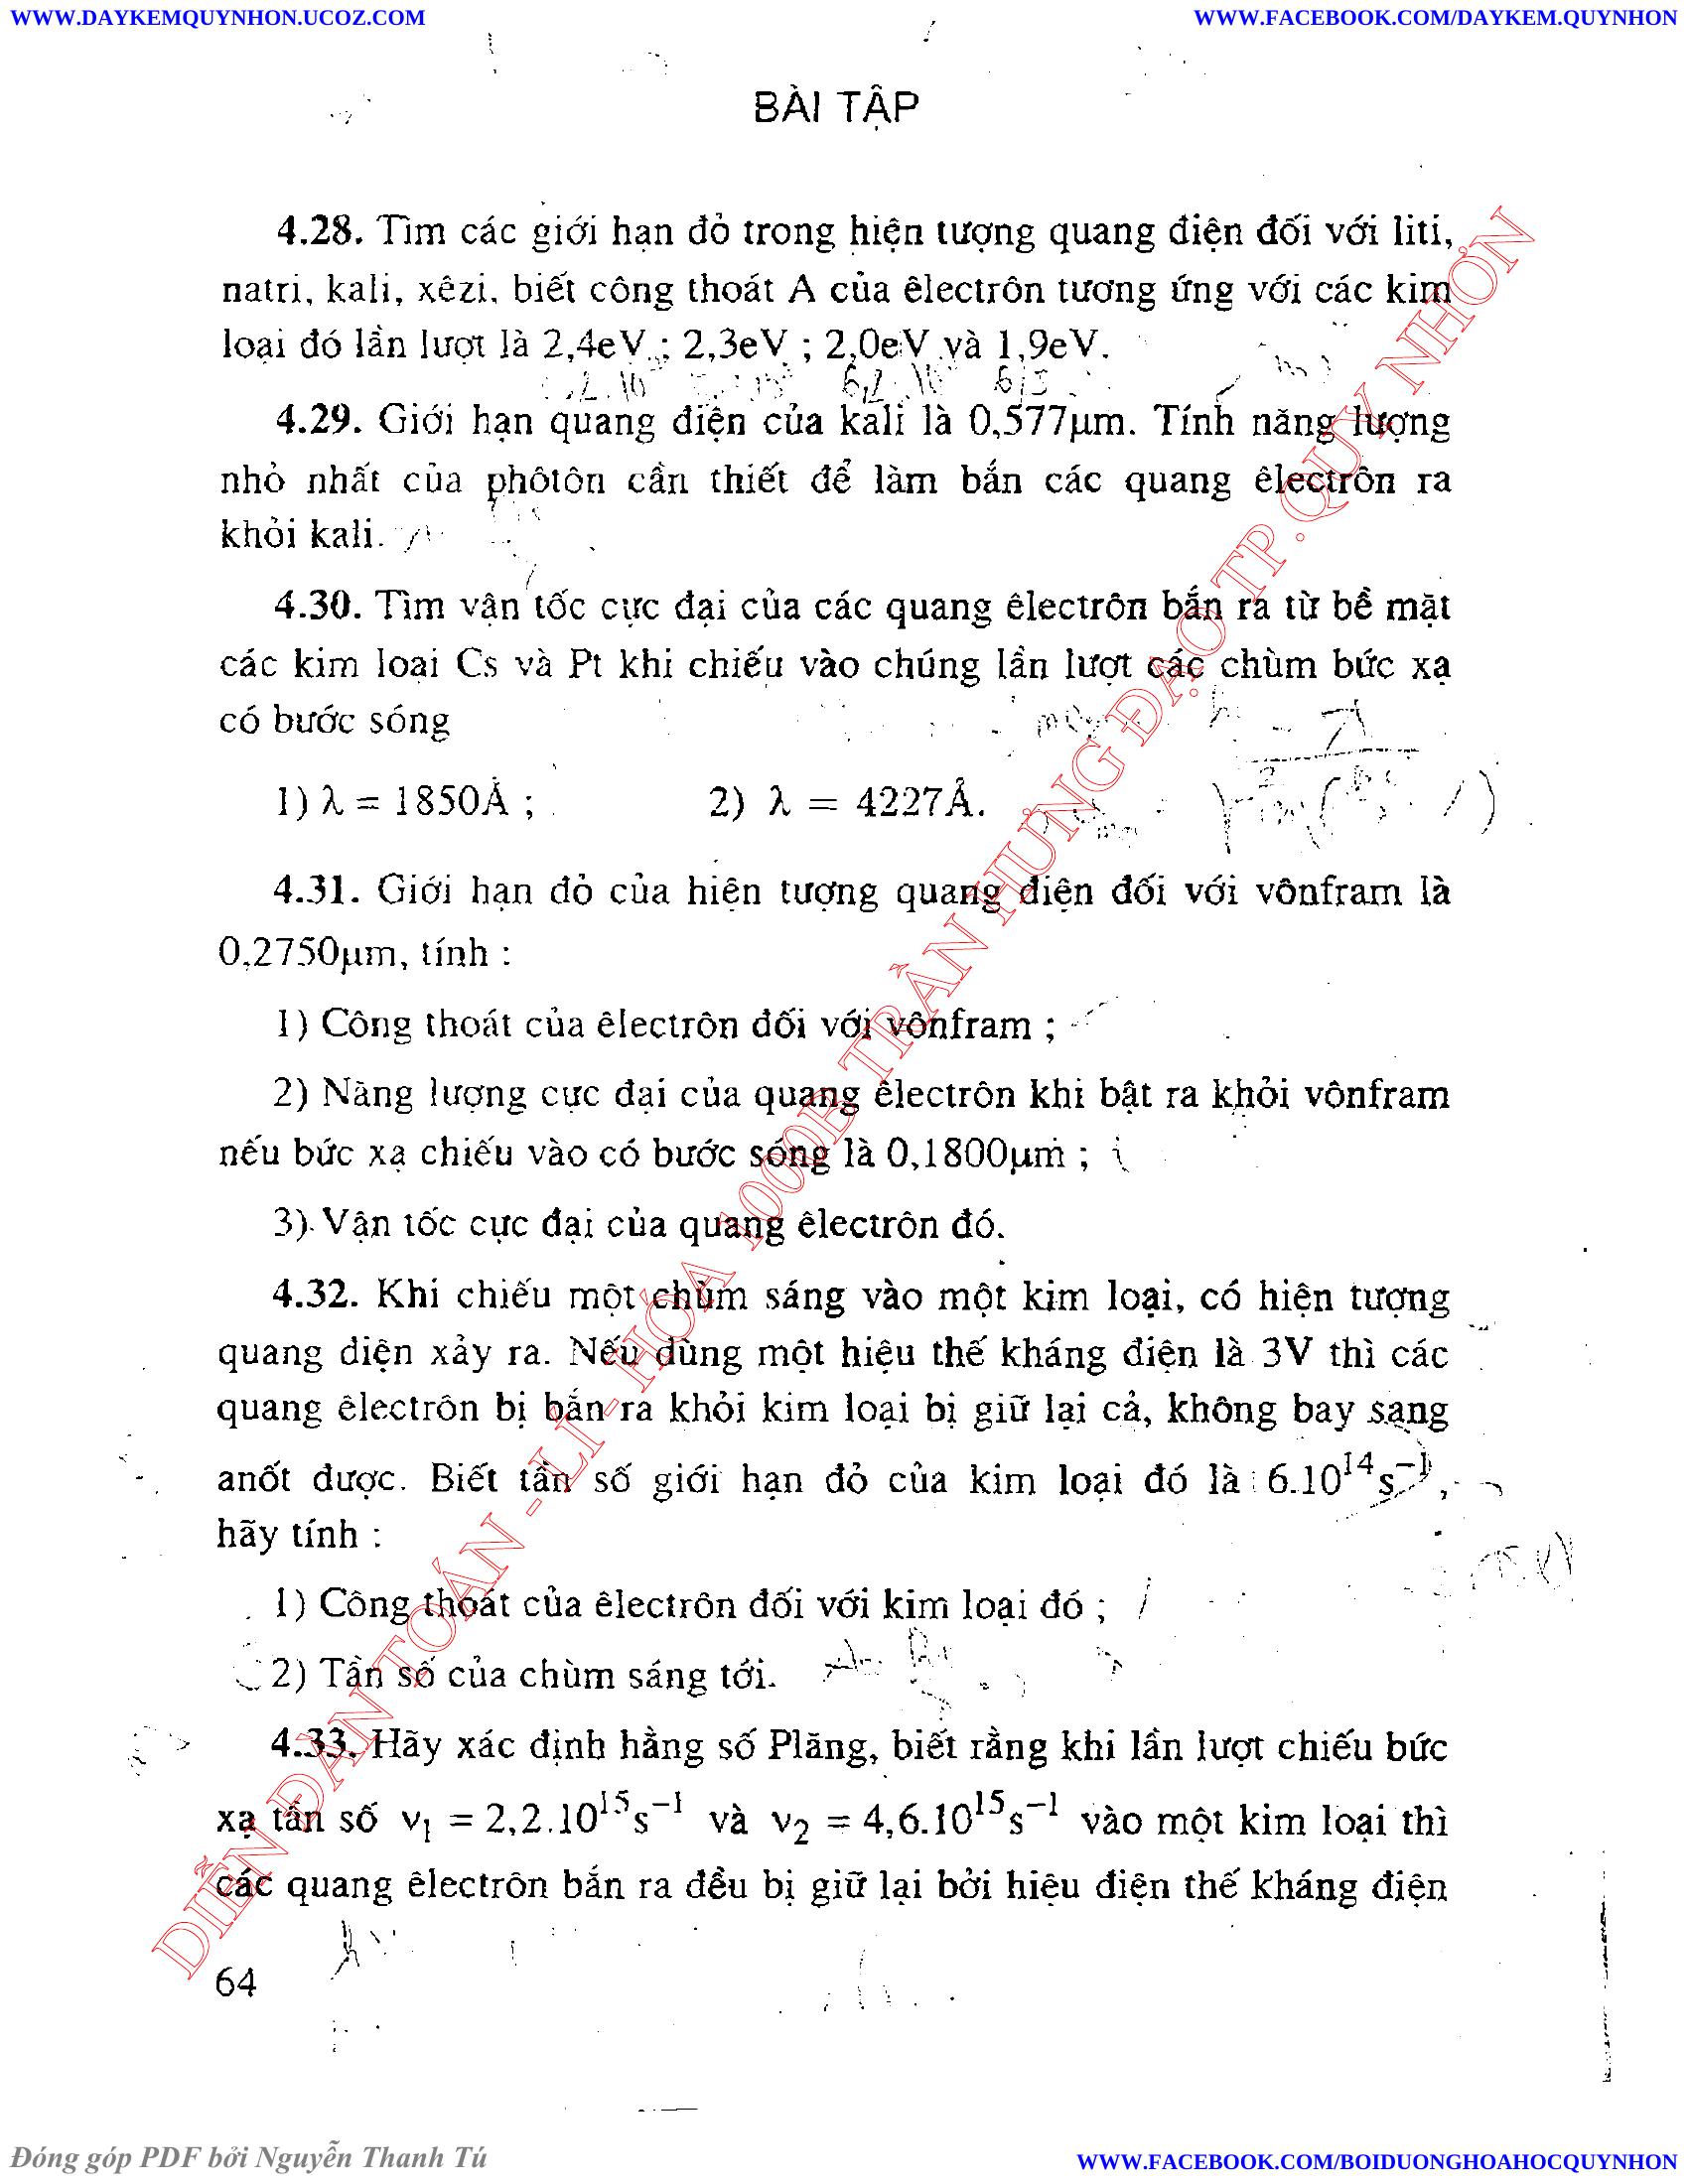 WWW.DAYKEMQUYNHON.UCOZ.COM
WWW.FACEBOOK.COM/DAYKEM.QUYNHON
BÀI TẬP
4.28. Tìm các giới hạn đỏ trong hiện tượng quang điện đối với liti,
natri, kali, xêzi, biết công thoát A của êlectrôn tương ứng với các kim
loại đó lần lượt là 2,4eV ; 2,3eV ; 2,0eV và 1,9eV.
4.29. Giới hạn quang điện của kali là 0,577μm. Tính năng lượng
nhỏ nhất của phôtôn cần thiết để làm bắn các quang êlectrôn ra
khỏi kali.
4.30. Tìm vận tốc cực đại của các quang êlectrôn bắn ra từ bề mặt
các kim loại Cs và Pt khi chiếu vào chúng lần lượt các chùm bức xạ
có bước sóng
1) λ = 1850Å ; 2) λ = 4227Å.
4.31. Giới hạn đỏ của hiện tượng quang điện đối với vônfram là
0,2750μm, tính :
1) Công thoát của êlectrôn đối với vônfram ;
2) Năng lượng cực đại của quang êlectrôn khi bật ra khỏi vônfram
nếu bức xạ chiếu vào có bước sóng là 0,1800μm ;
3) Vận tốc cực đại của quang êlectrôn đó.
4.32. Khi chiếu một chùm sáng vào một kim loại, có hiện tượng
quang điện xảy ra. Nếu dùng một hiệu thế kháng điện là 3V thì các
quang êlectrôn bị bắn ra khỏi kim loại bị giữ lại cả, không bay sang
anốt được. Biết tần số giới hạn đỏ của kim loại đó là 6.10¹⁴s⁻¹,
hãy tính :
1) Công thoát của êlectrôn đối với kim loại đó ;
2) Tần số của chùm sáng tới.
4.33. Hãy xác định hằng số Plăng, biết rằng khi lần lượt chiếu bức
xạ tần số ν₁ = 2,2.10¹⁵s⁻¹ và ν₂ = 4,6.10¹⁵s⁻¹ vào một kim loại thì
các quang êlectrôn bắn ra đều bị giữ lại bởi hiệu điện thế kháng điện
64
DIỄN ĐÀN TOÁN - LÍ - HÓA 1000B TRẦN HƯNG ĐẠO TP.QUY NHƠN
Đóng góp PDF bởi Nguyễn Thanh Tú
WWW.FACEBOOK.COM/BOIDUONGHOAHOCQUYNHON